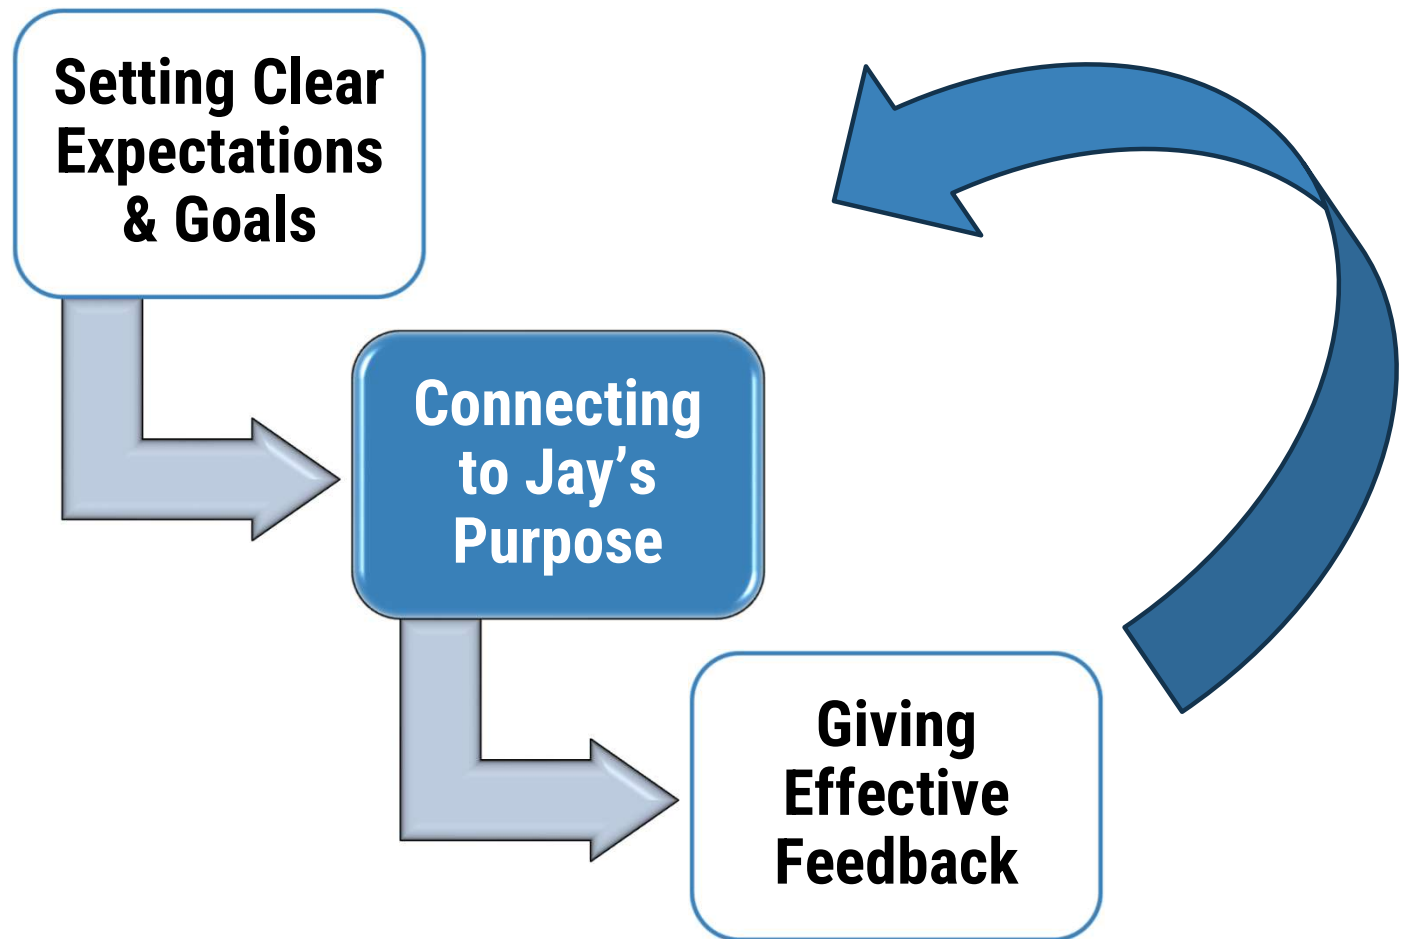 Setting Clear
Expectations
& Goals
Connecting
to Jay’s
Purpose
Giving
Effective
Feedback